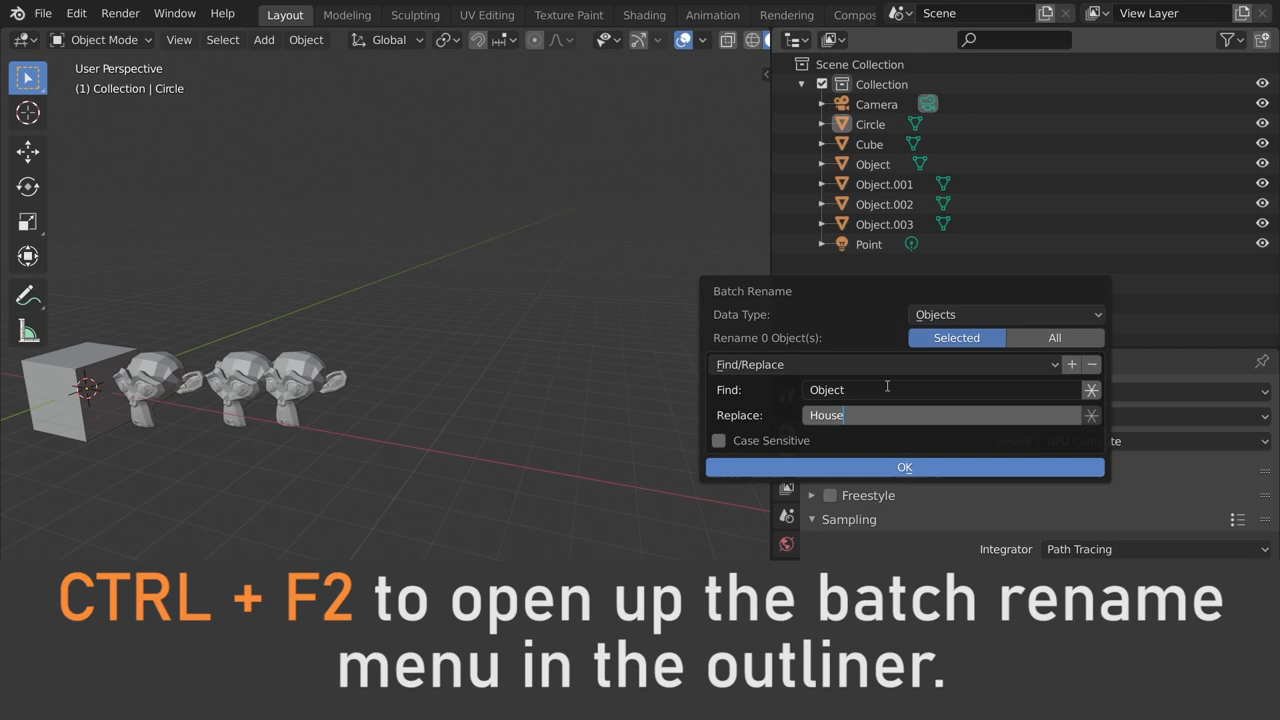 File Edit Render Window Help Layout Modeling Sculpting UV Editing Texture Paint Shading Animation Rendering Scene View Layer
Object Mode View Select Add Object Global
User Perspective
(1) Collection | Circle
Scene Collection
Collection
Camera
Circle
Cube
Object
Object.001
Object.002
Object.003
Point
Batch Rename
Data Type: Objects
Rename 0 Object(s): Selected All
Find/Replace
Find: Object
Replace: House
Case Sensitive
OK
Freestyle
Sampling
Integrator Path Tracing
CTRL + F2 to open up the batch rename
menu in the outliner.